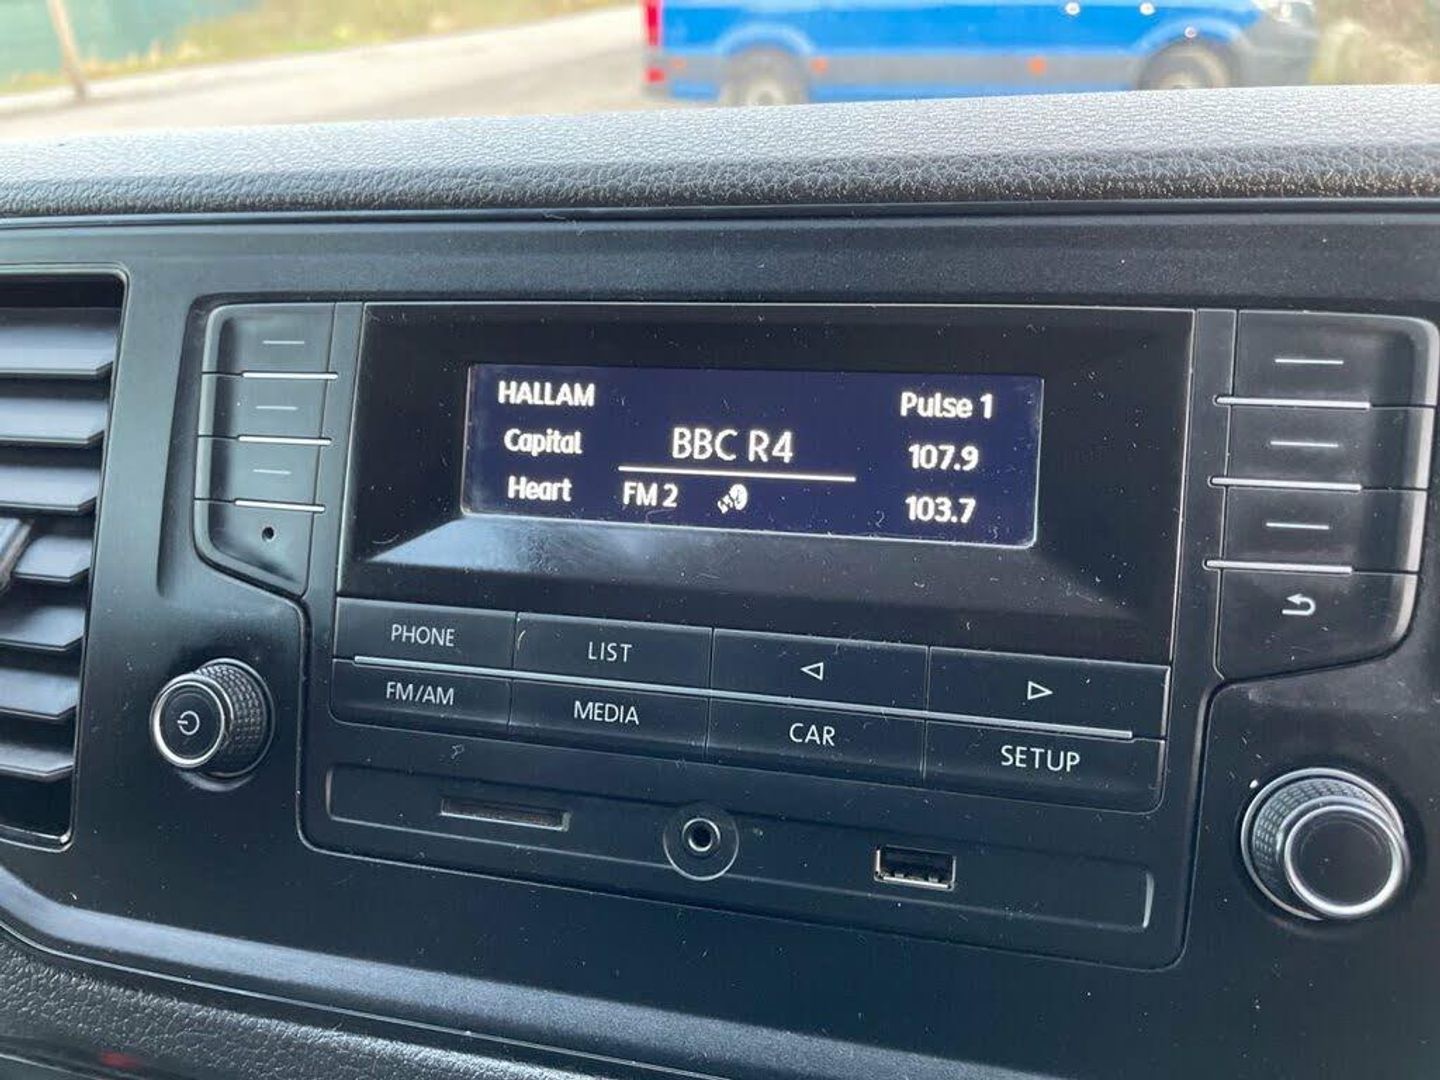 HALLAM
Capital
Heart
BBC R4
FM 2
Pulse 1
107.9
103.7
PHONE
LIST
FM/AM
MEDIA
CAR
SETUP